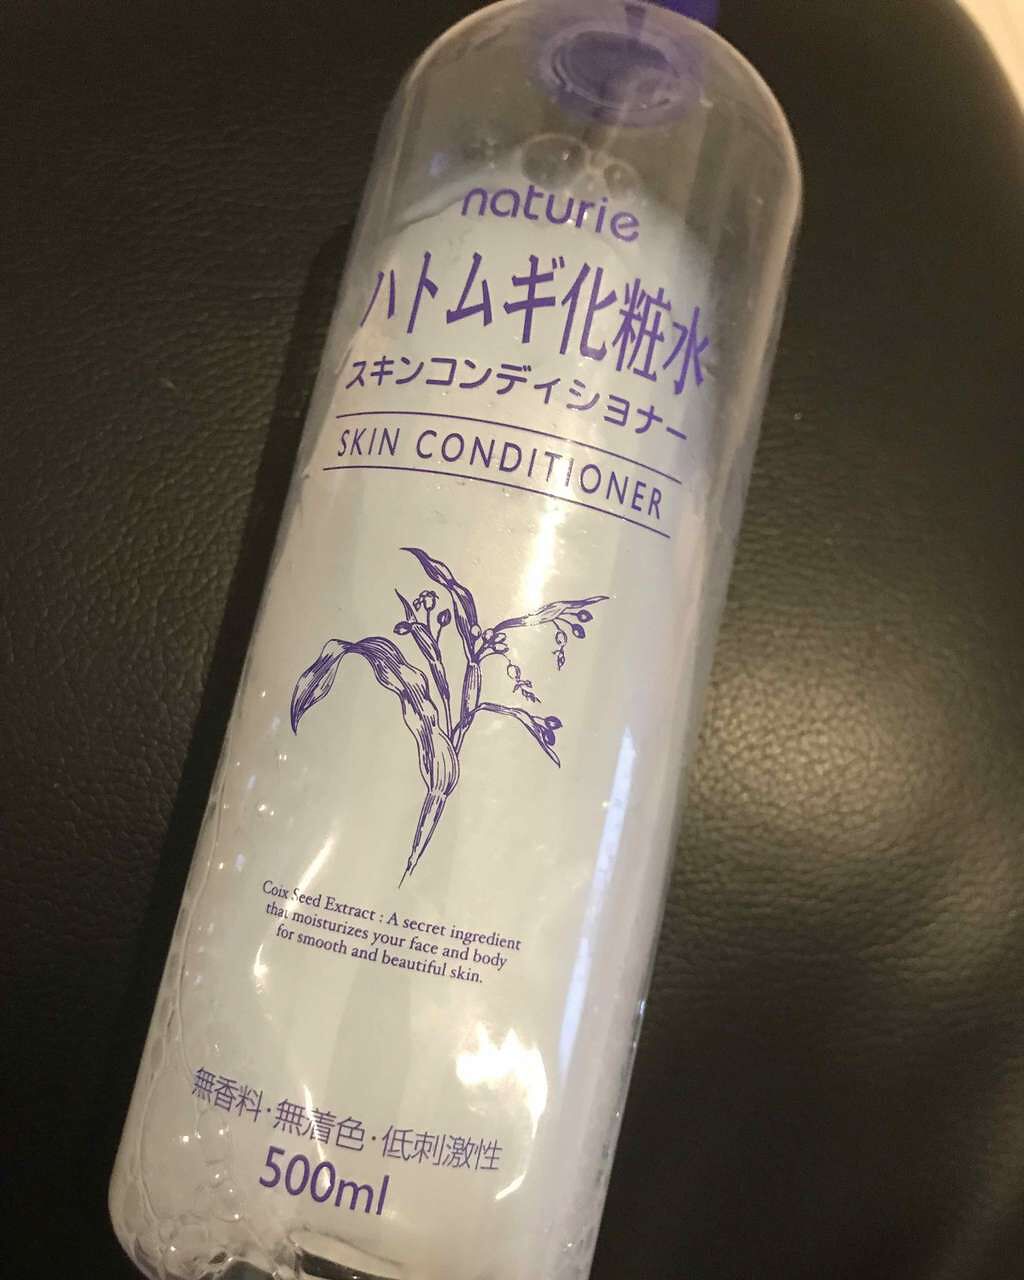 naturie
ハトムギ化粧水
スキンコンディショナー
SKIN CONDITIONER
Coix Seed Extract : A secret ingredient
that moisturizes your face and body
for smooth and beautiful skin.
無香料・無着色・低刺激性
500ml